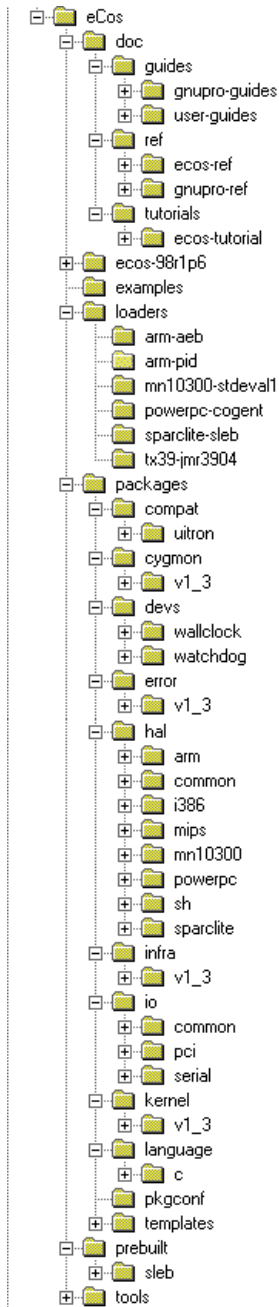 eCos
doc
guides
gnupro-guides
user-guides
ref
ecos-ref
gnupro-ref
tutorials
ecos-tutorial
ecos-98r1p6
examples
loaders
arm-aeb
arm-pid
mn10300-stdeval1
powerpc-cogent
sparclite-sleb
tx39-jmr3904
packages
compat
uitron
cygmon
v1_3
devs
wallclock
watchdog
error
v1_3
hal
arm
common
i386
mips
mn10300
powerpc
sh
sparclite
infra
v1_3
io
common
pci
serial
kernel
v1_3
language
c
pkgconf
templates
prebuilt
sleb
tools